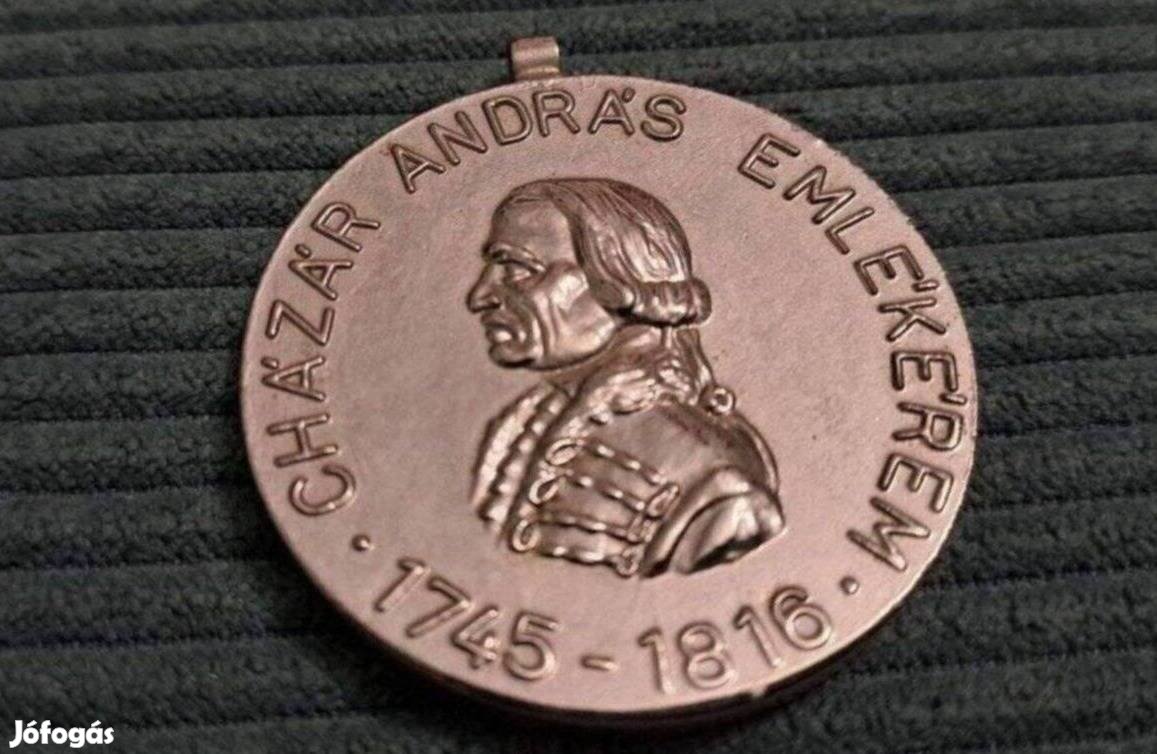 CHÁZÁR ANDRÁS EMLÉKÉREM
· 1745 - 1816 ·
Jófogás